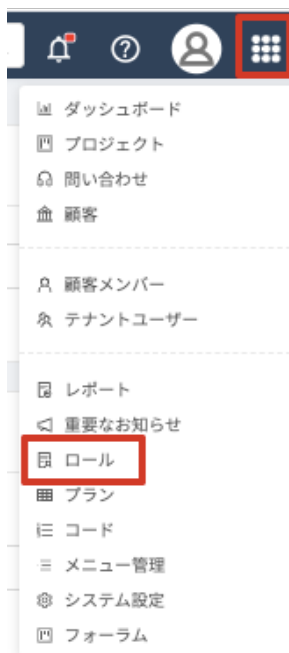 ダッシュボード
プロジェクト
問い合わせ
顧客
顧客メンバー
テナントユーザー
レポート
重要なお知らせ
ロール
プラン
コード
メニュー管理
システム設定
フォーラム